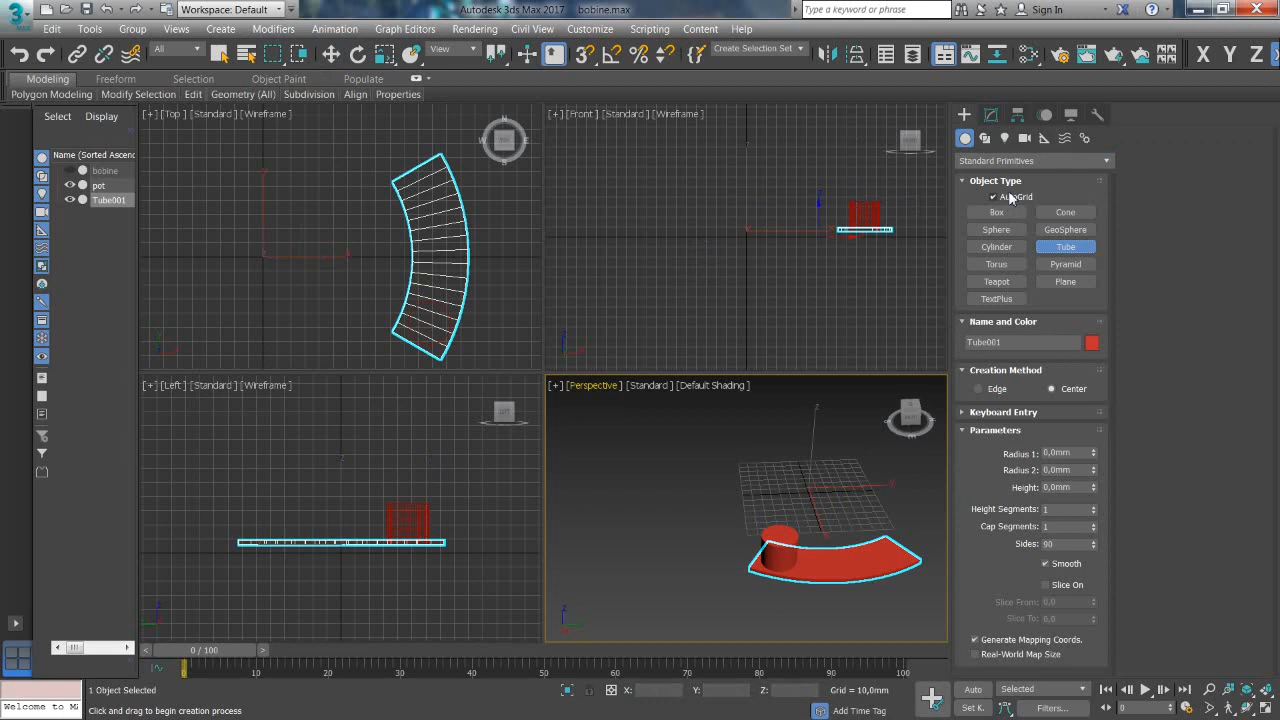 3 Workspace: Default Autodesk 3ds Max 2017 bobine.max Type a keyword or phrase Sign In
MAX
Edit Tools Group Views Create Modifiers Animation Graph Editors Rendering Civil View Customize Scripting Content Help
All View Create Selection Set X Y Z
Modeling Freeform Selection Object Paint Populate
Polygon Modeling Modify Selection Edit Geometry (All) Subdivision Align Properties
Select Display
Name (Sorted Ascend
bobine
pot
Tube001
[+] [Top] [Standard] [Wireframe]
[+] [Front] [Standard] [Wireframe]
[+] [Left] [Standard] [Wireframe]
[+] [Perspective] [Standard] [Default Shading]
Standard Primitives
Object Type
AutoGrid
Box Cone
Sphere GeoSphere
Cylinder Tube
Torus Pyramid
Teapot Plane
TextPlus
Name and Color
Tube001
Creation Method
Edge Center
Keyboard Entry
Parameters
Radius 1: 0,0mm
Radius 2: 0,0mm
Height: 0,0mm
Height Segments: 1
Cap Segments: 1
Sides: 90
Smooth
Slice On
Slice From: 0,0
Slice To: 0,0
Generate Mapping Coords.
Real-World Map Size
< 0 / 100 >
0 10 20 30 40 50 60 70 80 90 100
1 Object Selected X: Y: Z: Grid = 10,0mm Auto Selected
Welcome to Ma Click and drag to begin creation process Add Time Tag Set K. Filters... 0